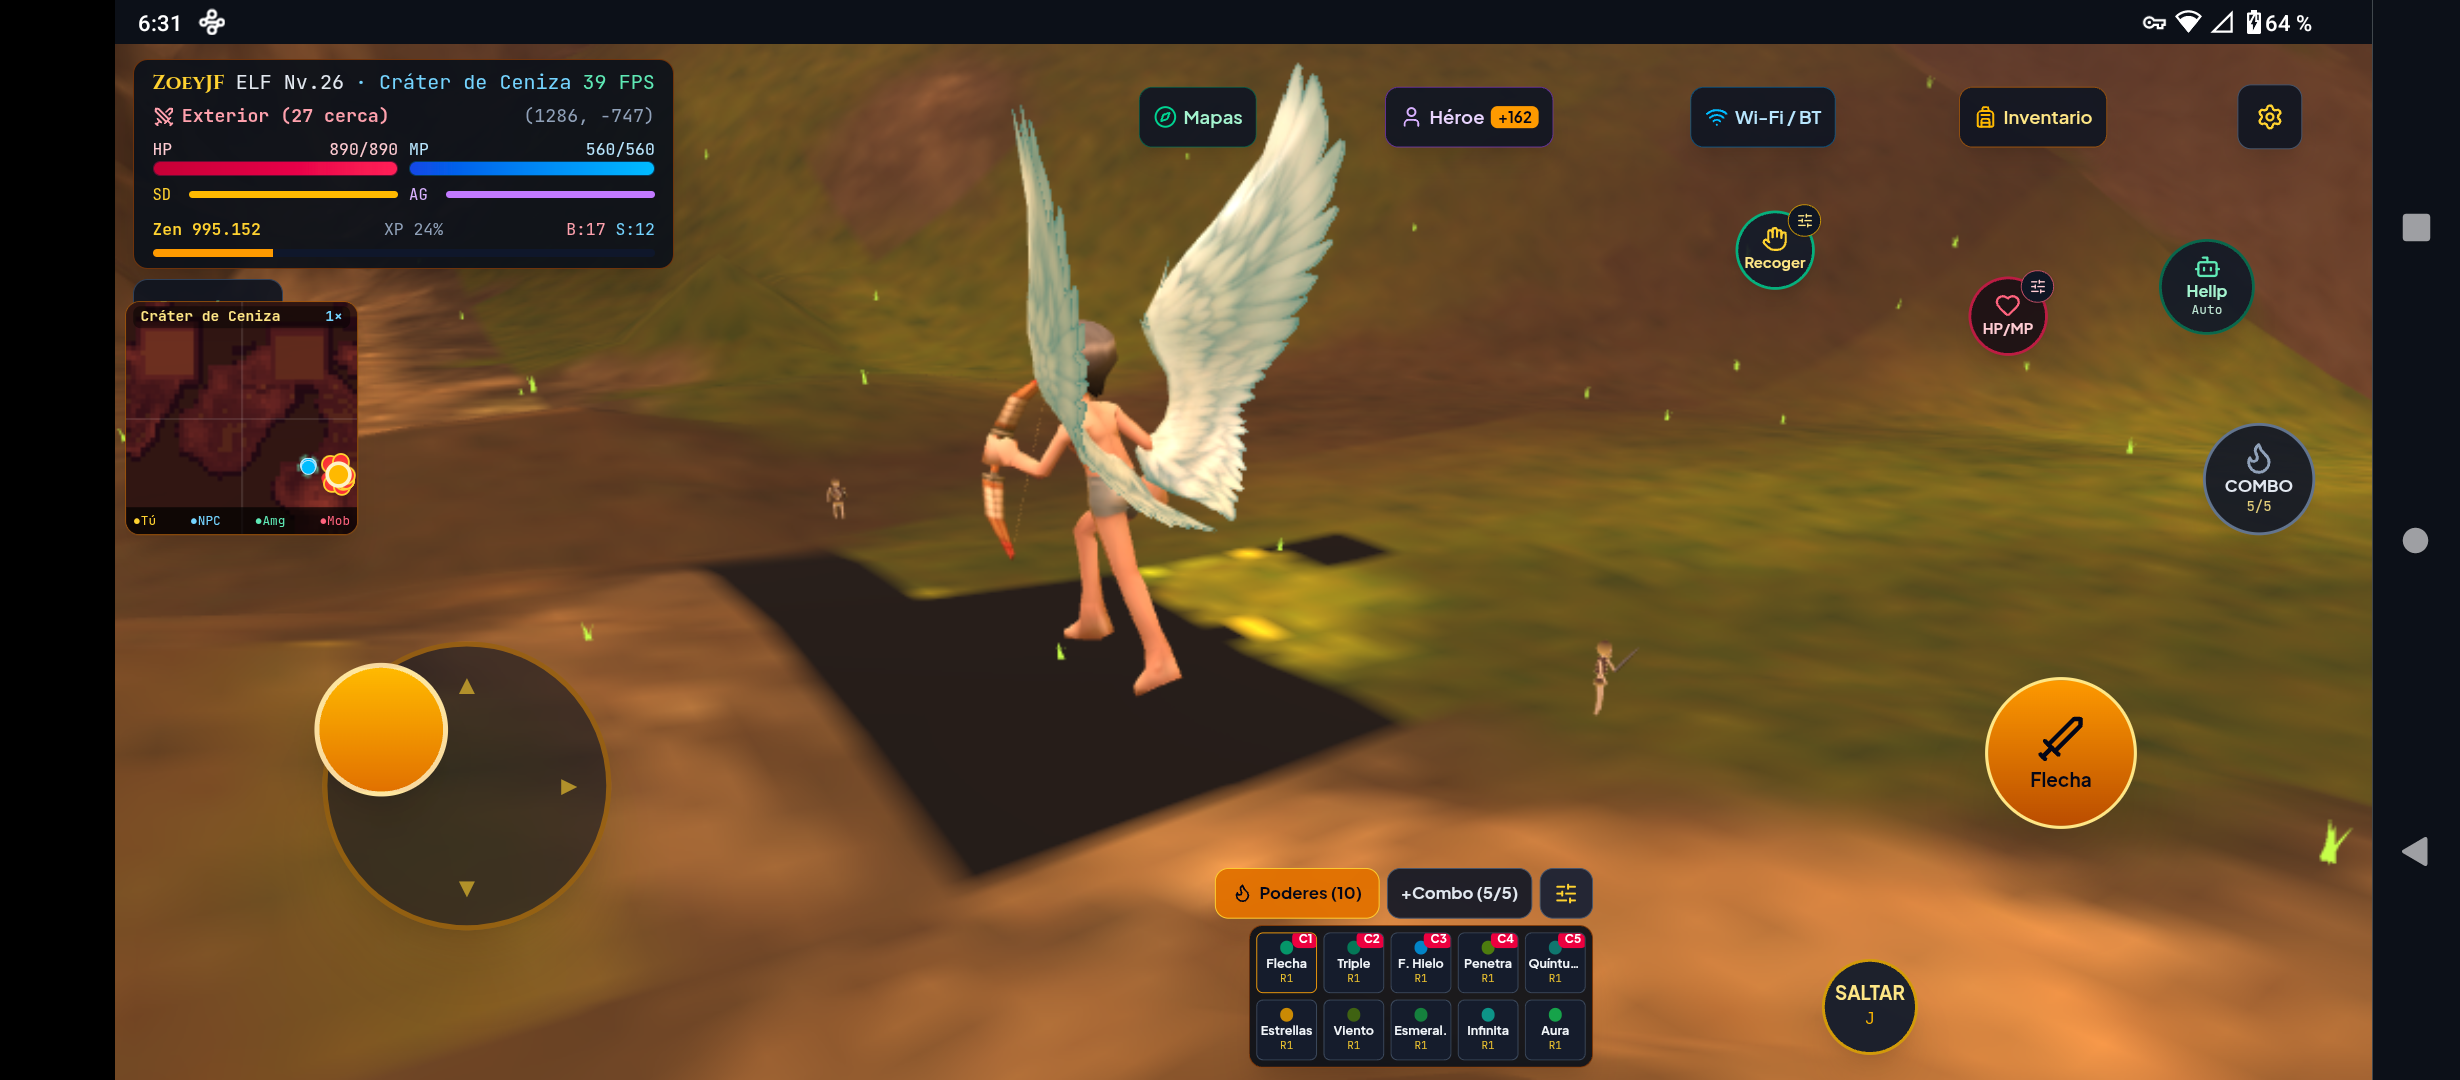 6:31
64 %
ZoeyJF ELF Nv.26 · Cráter de Ceniza 39 FPS
Exterior (27 cerca) (1286, -747)
HP 890/890 MP 560/560
SD AG
Zen 995.152 XP 24% B:17 S:12
Mapas
Héroe +162
Wi-Fi / BT
Inventario
Recoger
HP/MP
Hellp
Auto
Cráter de Ceniza 1×
Tú NPC Amg Mob
COMBO
5/5
Flecha
Poderes (10) +Combo (5/5)
C1 C2 C3 C4 C5
Flecha Triple F. Hielo Penetra Quíntu...
R1 R1 R1 R1 R1
Estrellas Viento Esmeral. Infinita Aura
R1 R1 R1 R1 R1
SALTAR
J